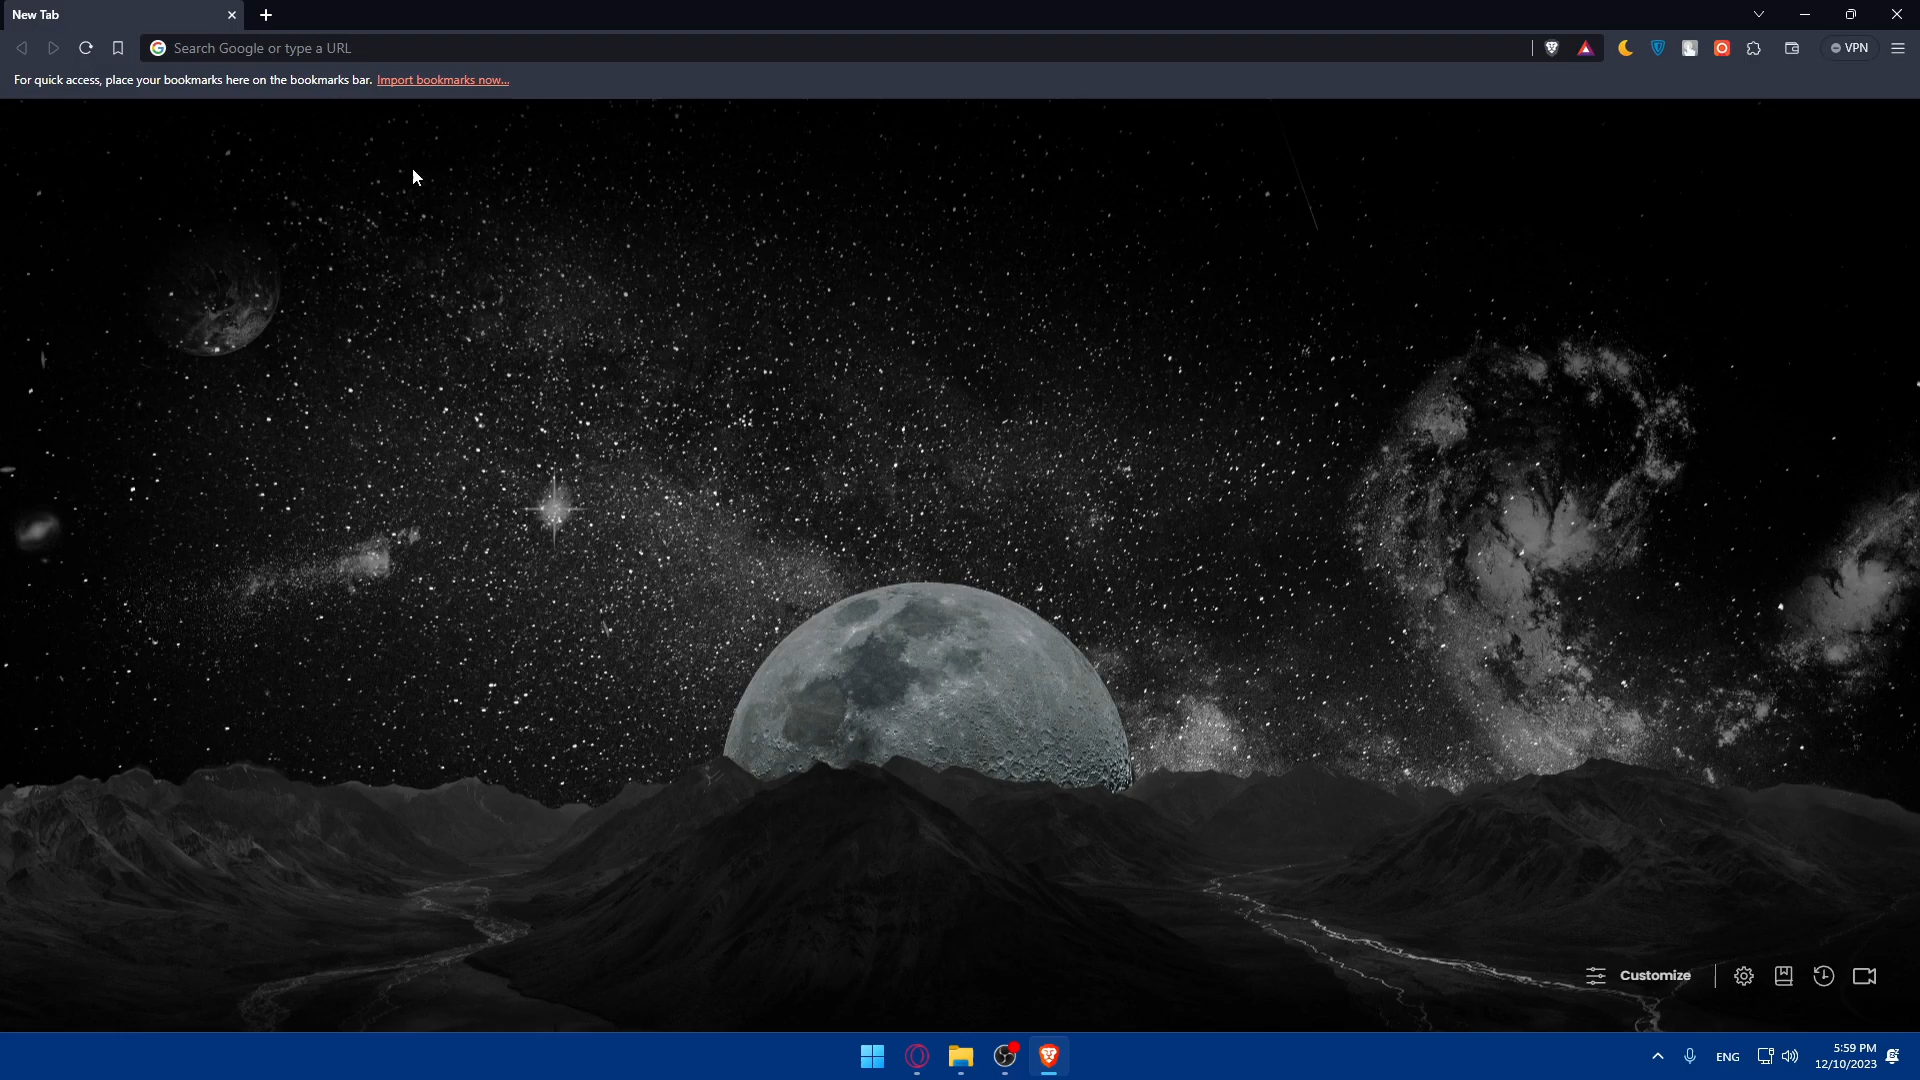 New Tab
Search Google or type a URL
VPN
For quick access, place your bookmarks here on the bookmarks bar. Import bookmarks now...
Customize
ENG
5:59 PM
12/10/2023